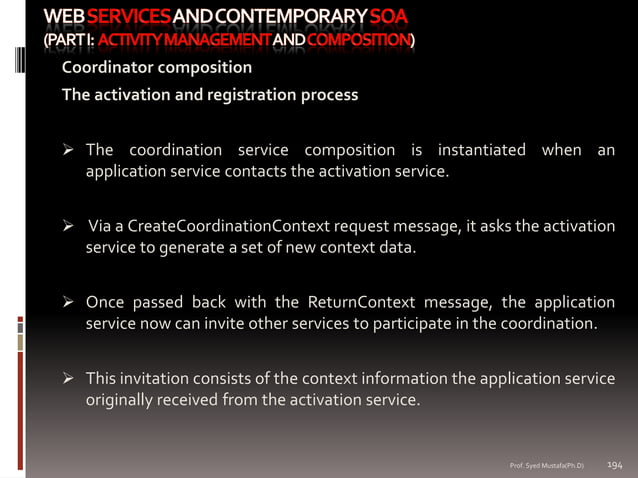 WEB SERVICES AND CONTEMPORARY SOA
(PART I: ACTIVITY MANAGEMENT AND COMPOSITION)
Coordinator composition
The activation and registration process
➢ The coordination service composition is instantiated when an
application service contacts the activation service.
➢ Via a CreateCoordinationContext request message, it asks the activation
service to generate a set of new context data.
➢ Once passed back with the ReturnContext message, the application
service now can invite other services to participate in the coordination.
➢ This invitation consists of the context information the application service
originally received from the activation service.
Prof. Syed Mustafa(Ph.D) 194